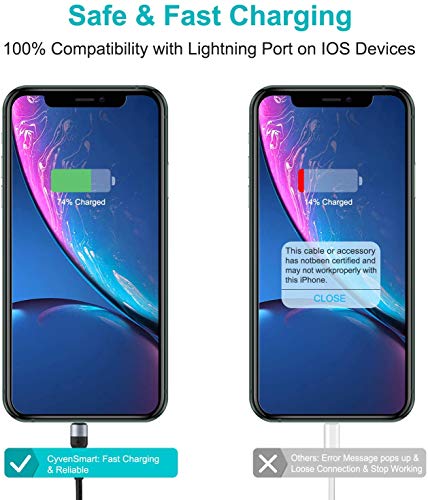 Safe & Fast Charging
100% Compatibility with Lightning Port on IOS Devices
74% Charged
14% Charged
This cable or accessory
has notbeen certified and
may not workproperly with
this iPhone.
CLOSE
CyvenSmart: Fast Charging
& Reliable
Others: Error Message pops up &
Loose Connection & Stop Working